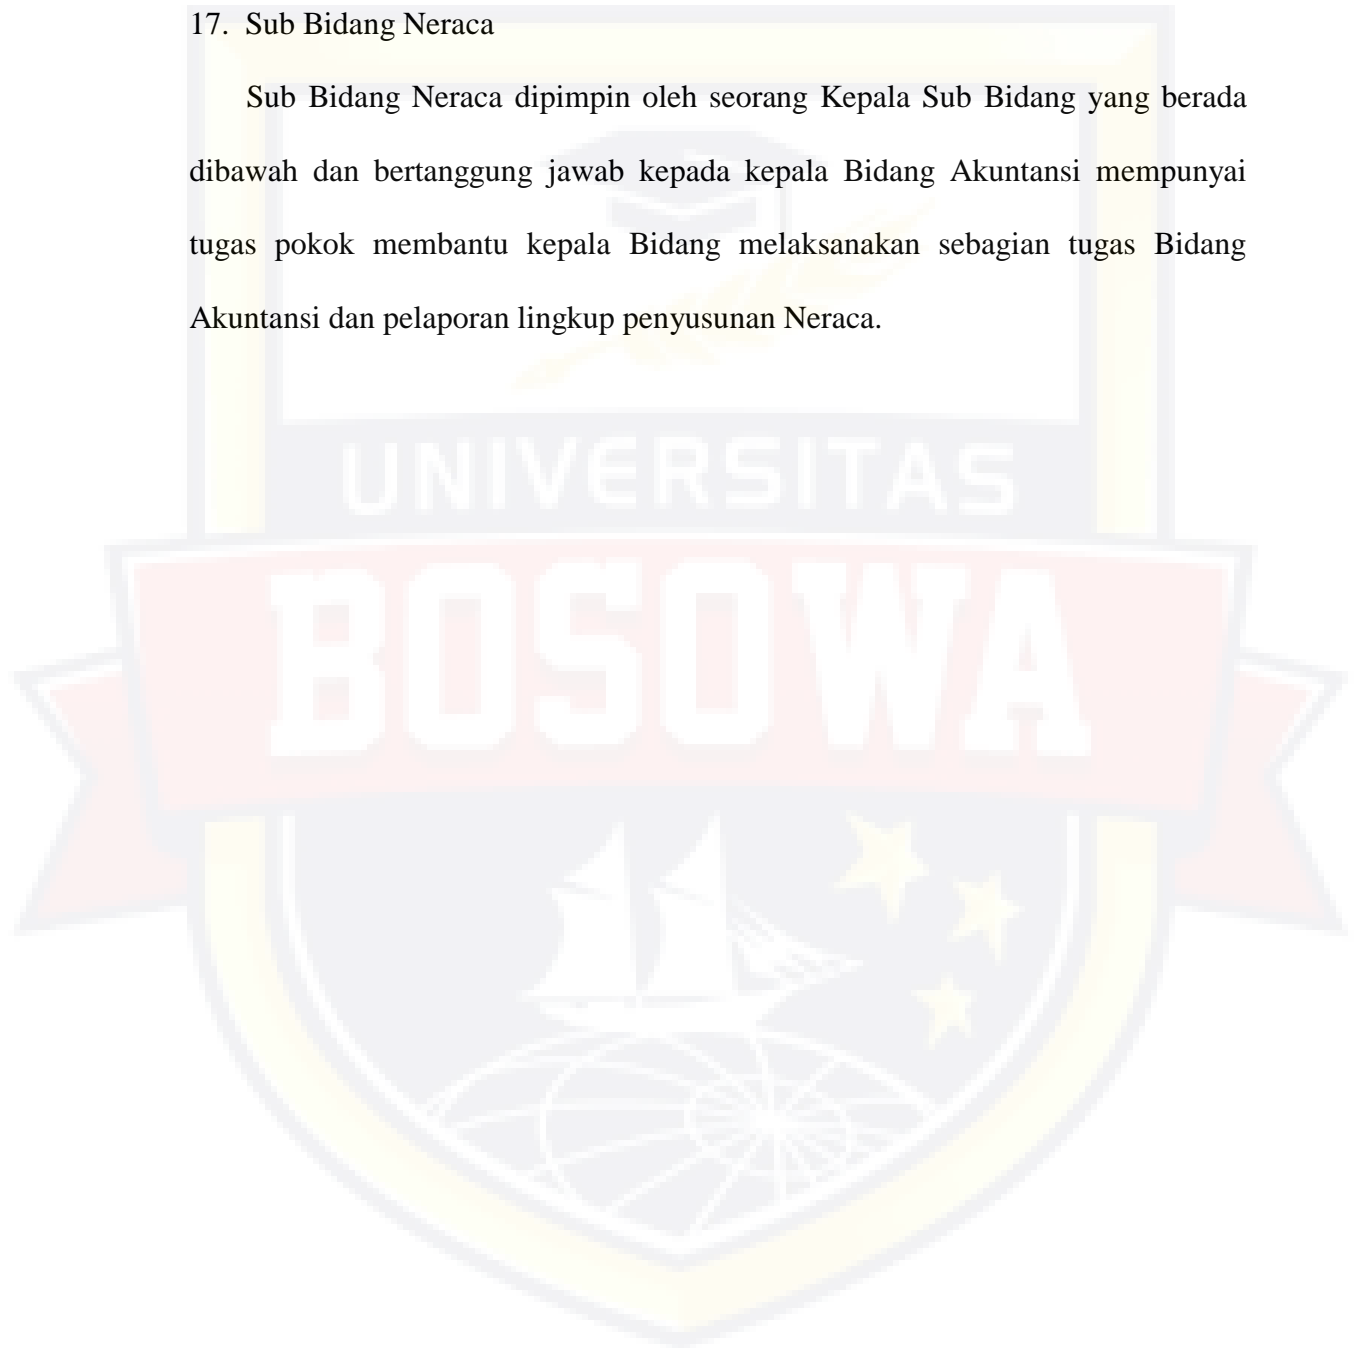 17. Sub Bidang Neraca
Sub Bidang Neraca dipimpin oleh seorang Kepala Sub Bidang yang berada
dibawah dan bertanggung jawab kepada kepala Bidang Akuntansi mempunyai
tugas pokok membantu kepala Bidang melaksanakan sebagian tugas Bidang
Akuntansi dan pelaporan lingkup penyusunan Neraca.
UNIVERSITAS
BOSOWA